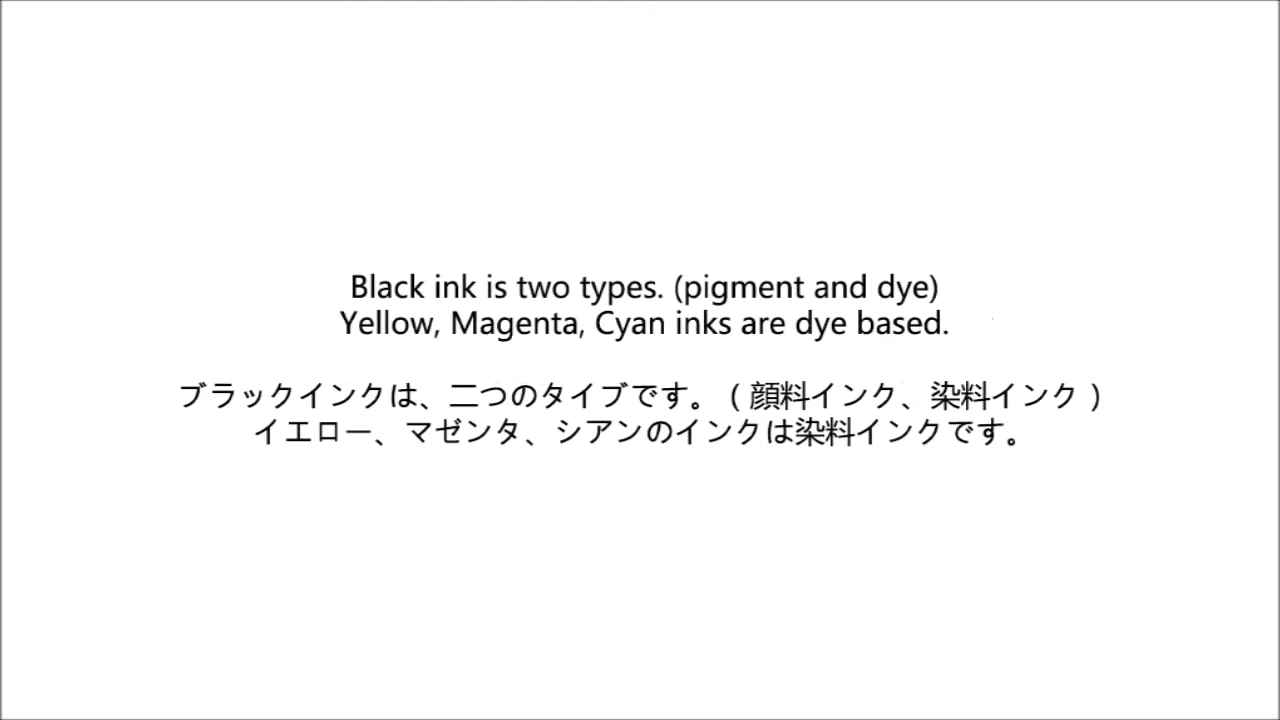 Black ink is two types. (pigment and dye)
Yellow, Magenta, Cyan inks are dye based.
ブラックインクは、二つのタイプです。（顔料インク、染料インク）
イエロー、マゼンタ、シアンのインクは染料インクです。